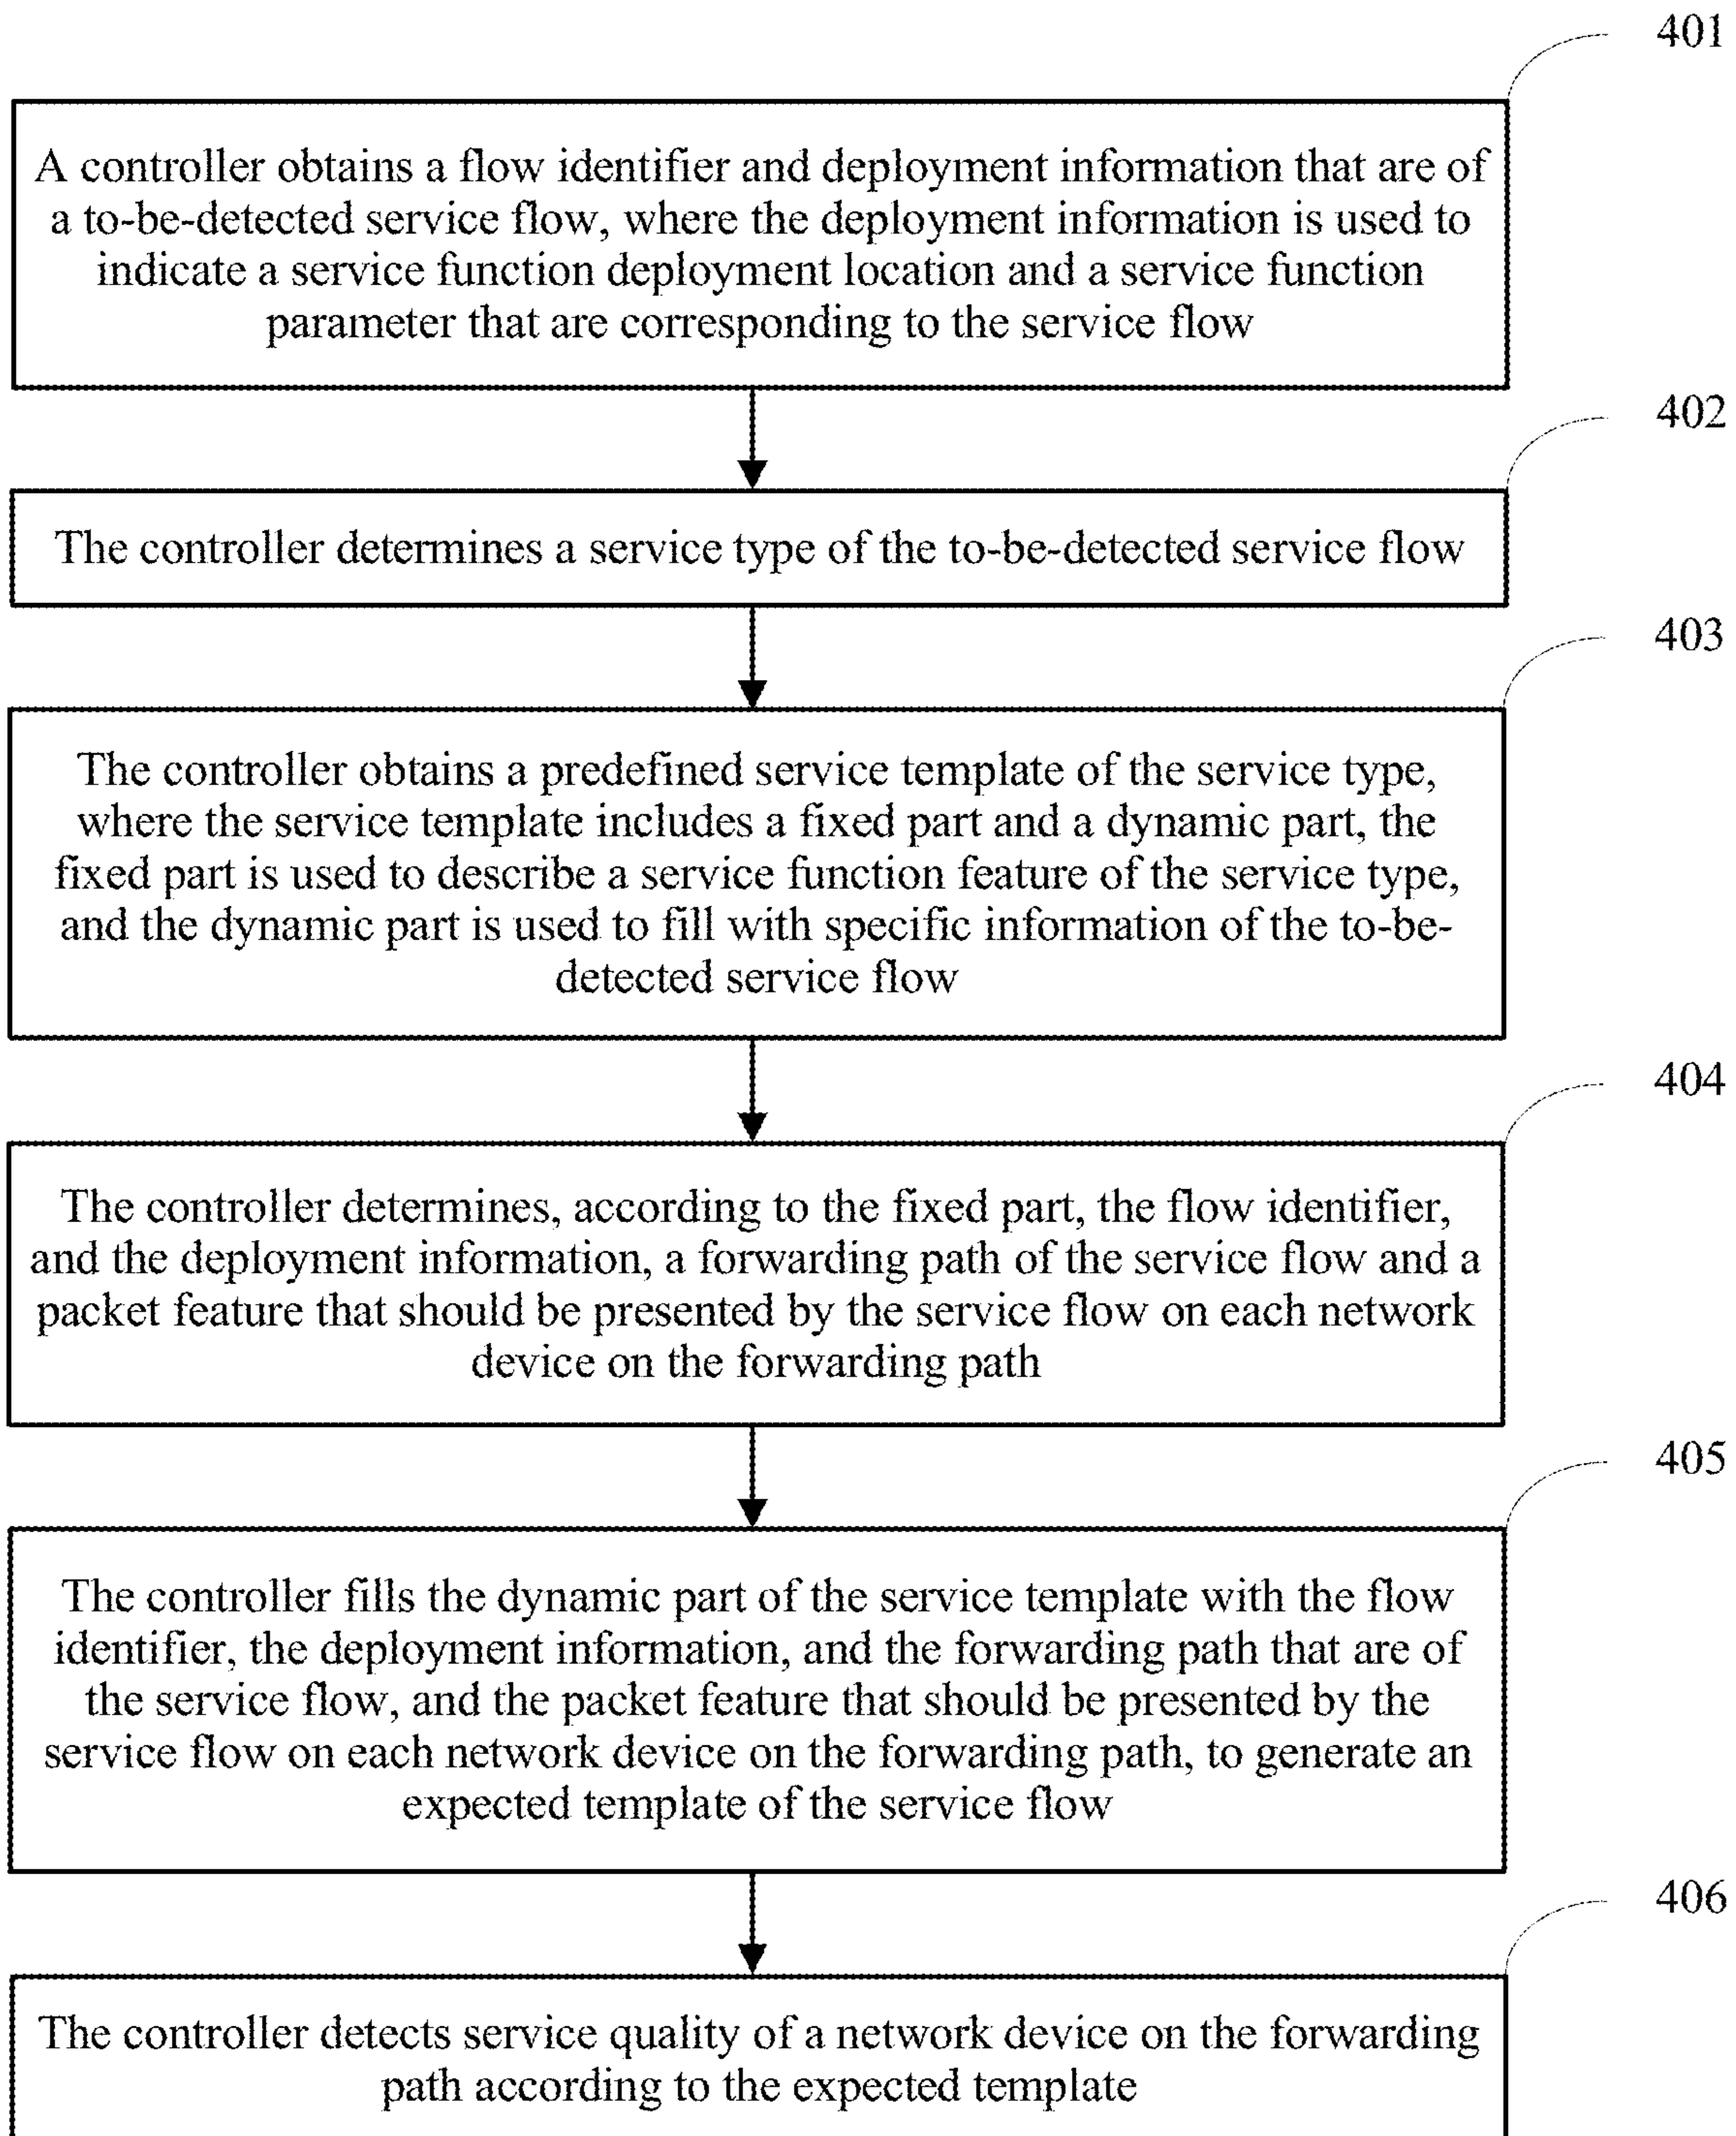 401
A controller obtains a flow identifier and deployment information that are of
a to-be-detected service flow, where the deployment information is used to
indicate a service function deployment location and a service function
parameter that are corresponding to the service flow
402
The controller determines a service type of the to-be-detected service flow
403
The controller obtains a predefined service template of the service type,
where the service template includes a fixed part and a dynamic part, the
fixed part is used to describe a service function feature of the service type,
and the dynamic part is used to fill with specific information of the to-be-
detected service flow
404
The controller determines, according to the fixed part, the flow identifier,
and the deployment information, a forwarding path of the service flow and a
packet feature that should be presented by the service flow on each network
device on the forwarding path
405
The controller fills the dynamic part of the service template with the flow
identifier, the deployment information, and the forwarding path that are of
the service flow, and the packet feature that should be presented by the
service flow on each network device on the forwarding path, to generate an
expected template of the service flow
406
The controller detects service quality of a network device on the forwarding
path according to the expected template